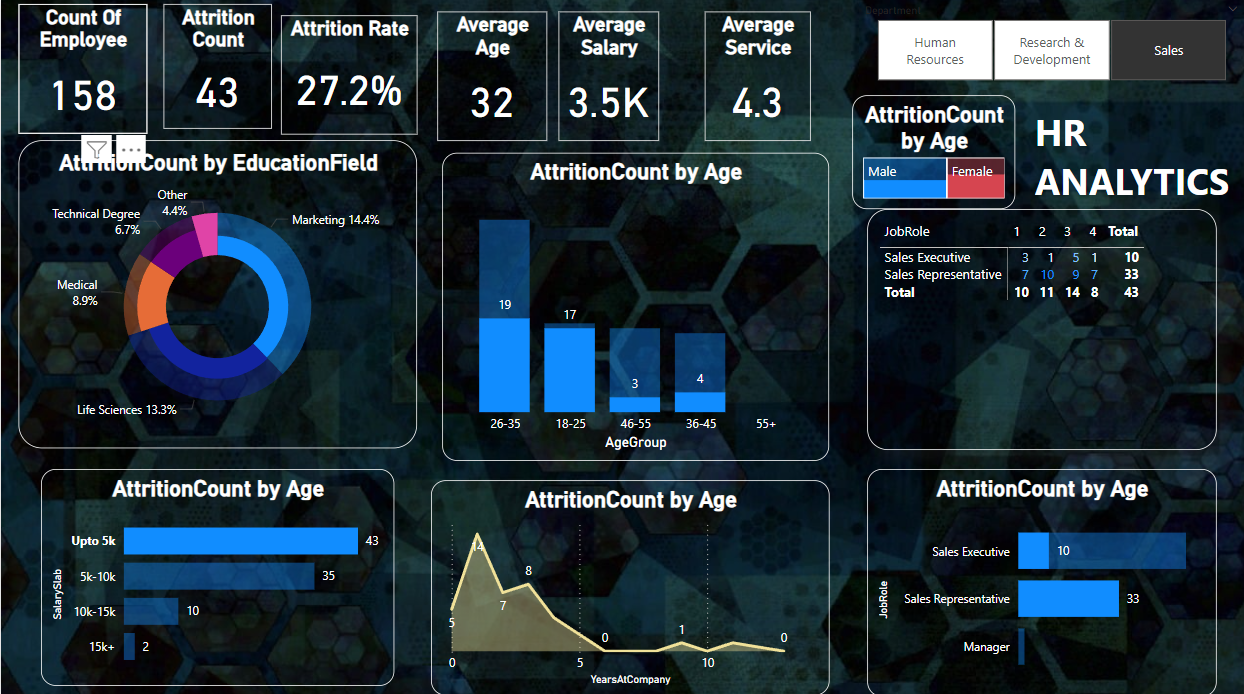 Count Of
Employee
158
Attrition
Count
43
Attrition Rate
27.2%
Average
Age
32
Average
Salary
3.5K
Average
Service
4.3
Department
Human
Resources
Research &
Development
Sales
AttritionCount by EducationField
Other
4.4%
Technical Degree
6.7%
Marketing 14.4%
Medical
8.9%
Life Sciences 13.3%
AttritionCount by Age
19
17
3
4
26-35 18-25 46-55 36-45 55+
AgeGroup
AttritionCount
by Age
Male Female
HR
ANALYTICS
JobRole 1 2 3 4 Total
Sales Executive 3 1 5 1 10
Sales Representative 7 10 9 7 33
Total 10 11 14 8 43
AttritionCount by Age
SalarySlab
Upto 5k 43
5k-10k 35
10k-15k 10
15k+ 2
AttritionCount by Age
5
14
7
8
0
1
0
0 5 10
YearsAtCompany
AttritionCount by Age
JobRole
Sales Executive 10
Sales Representative 33
Manager